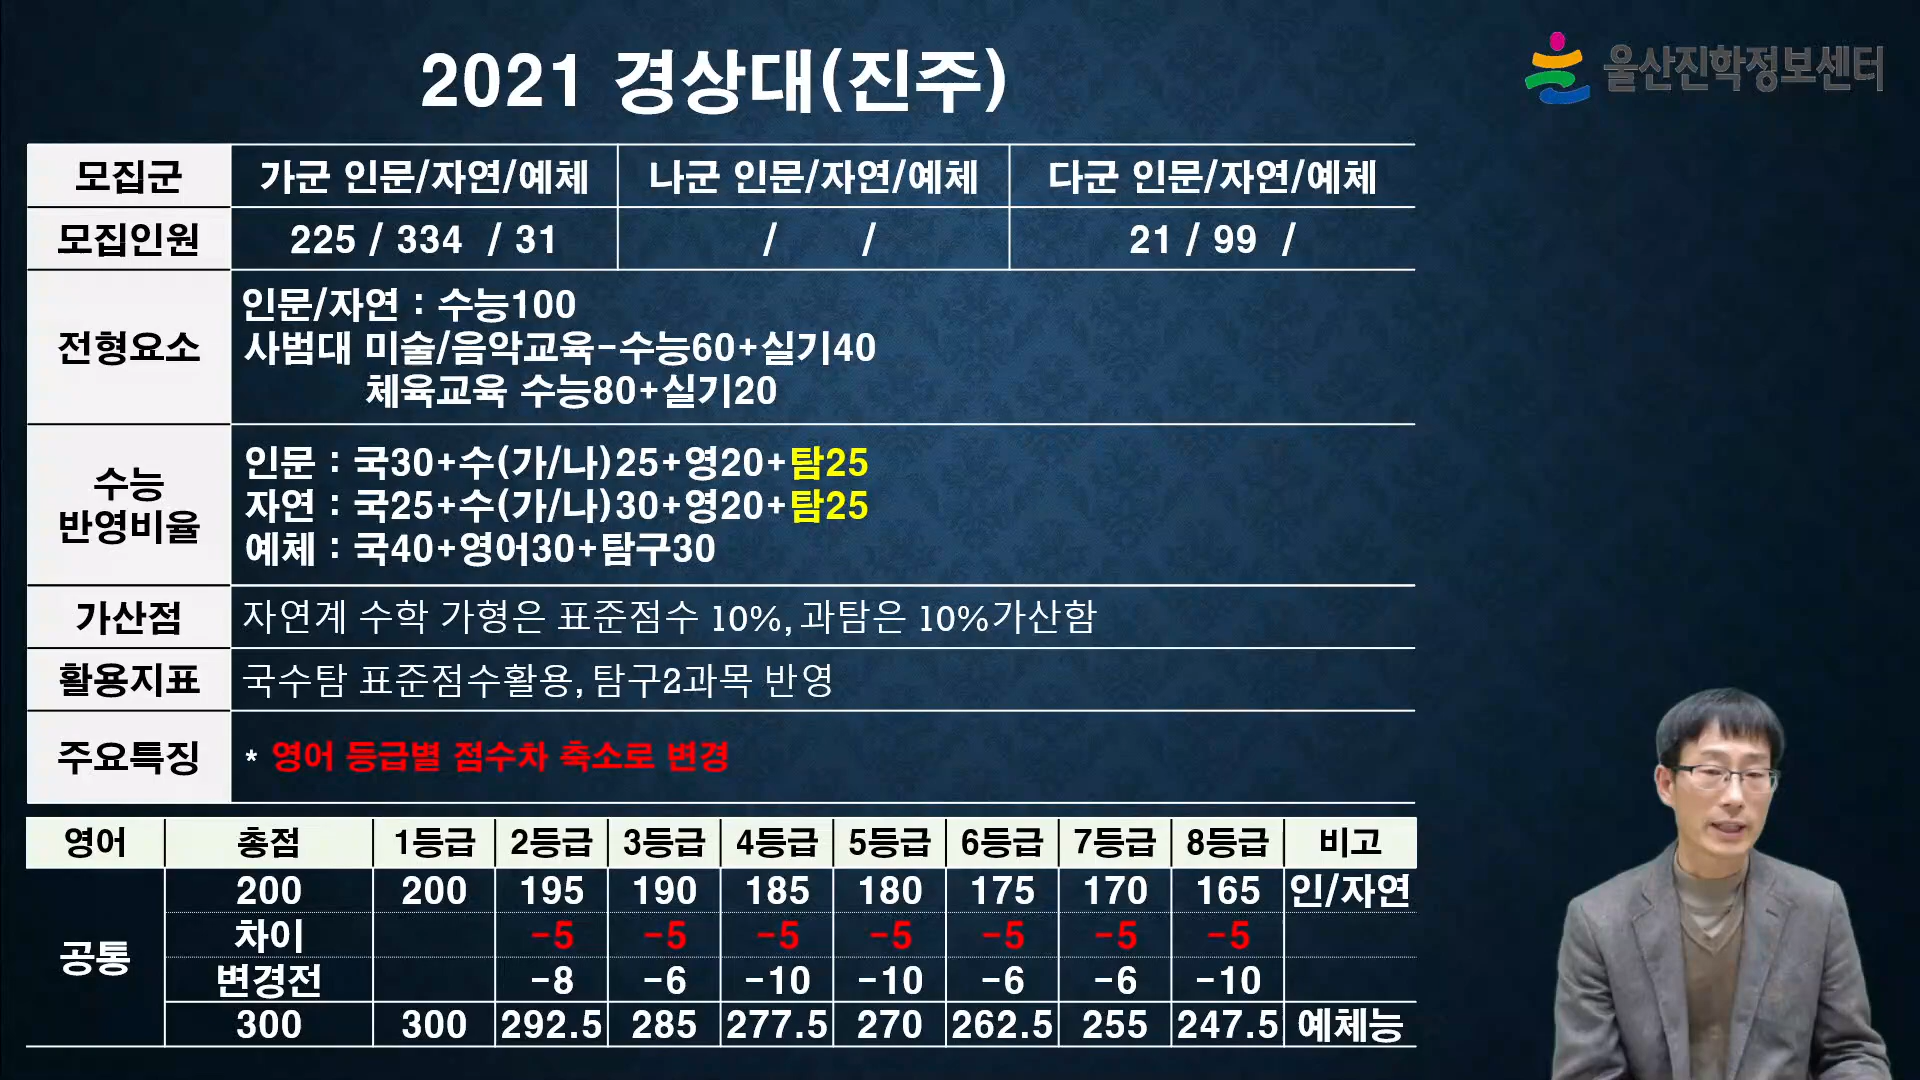 2021 경상대(진주)
울산진학정보센터
모집군 가군 인문/자연/예체 나군 인문/자연/예체 다군 인문/자연/예체
모집인원 225 / 334 / 31 / / 21 / 99 /
전형요소
인문/자연 : 수능100
사범대 미술/음악교육-수능60+실기40
체육교육 수능80+실기20
수능
반영비율
인문 : 국30+수(가/나)25+영20+탐25
자연 : 국25+수(가/나)30+영20+탐25
예체 : 국40+영어30+탐구30
가산점 자연계 수학 가형은 표준점수 10%, 과탐은 10%가산함
활용지표 국수탐 표준점수활용, 탐구2과목 반영
주요특징 * 영어 등급별 점수차 축소로 변경
영어 총점 1등급 2등급 3등급 4등급 5등급 6등급 7등급 8등급 비고
공통
200 200 195 190 185 180 175 170 165 인/자연
차이 -5 -5 -5 -5 -5 -5 -5
변경전 -8 -6 -10 -10 -6 -6 -10
300 300 292.5 285 277.5 270 262.5 255 247.5 예체능